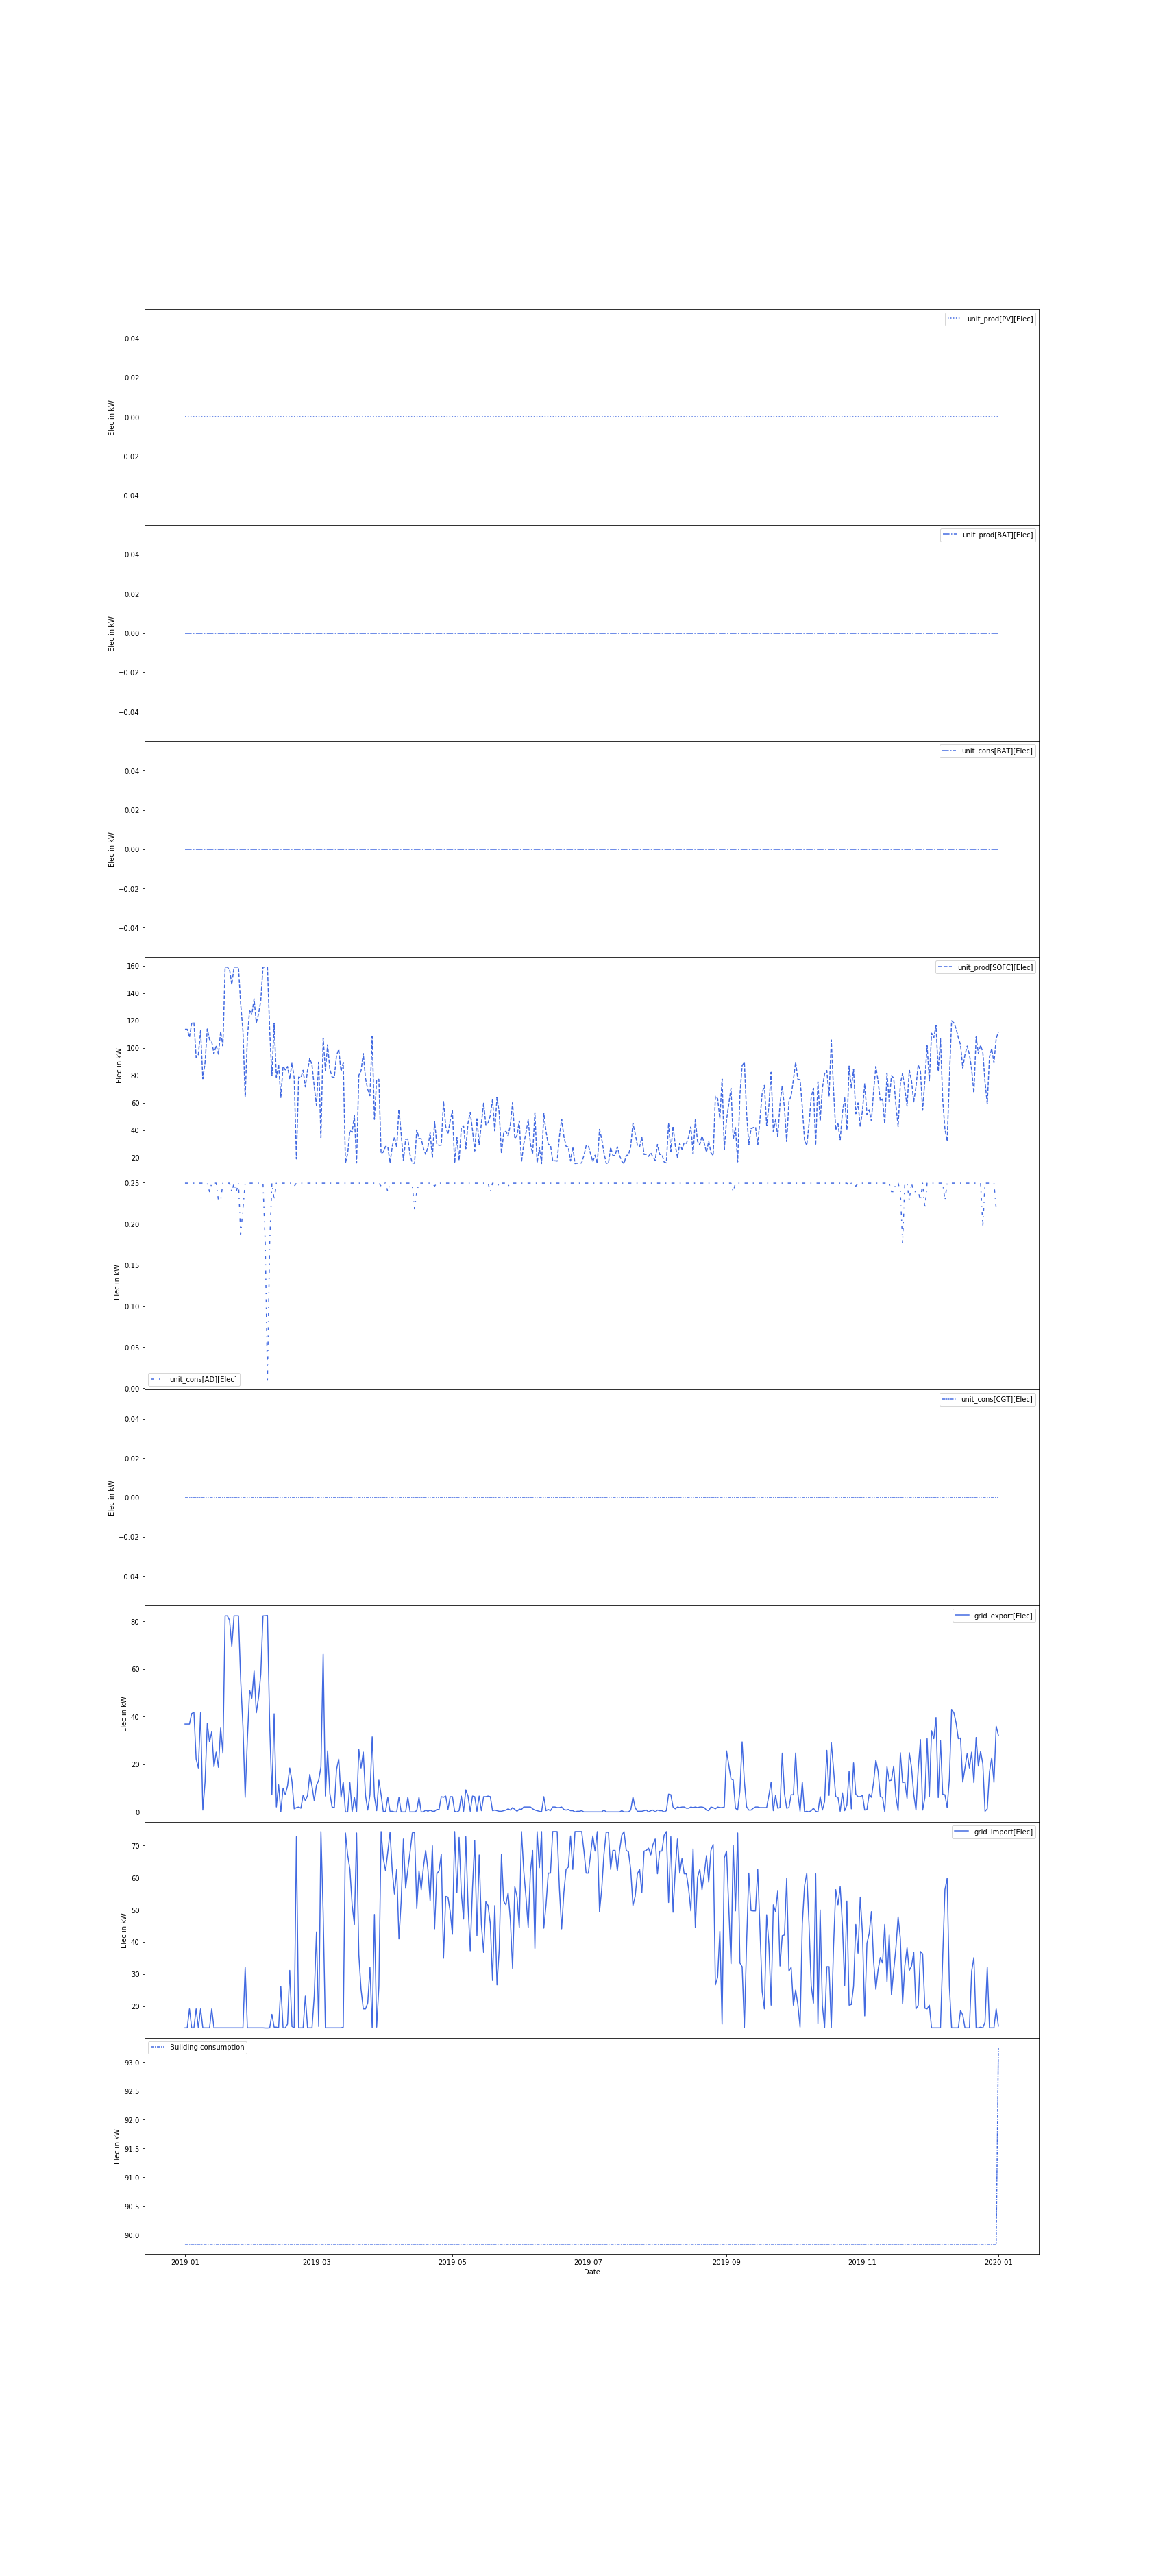 unit_prod[PV][Elec]
0.04
0.02
0.00
−0.02
−0.04
Elec in kW
unit_prod[BAT][Elec]
0.04
0.02
0.00
−0.02
−0.04
Elec in kW
unit_cons[BAT][Elec]
0.04
0.02
0.00
−0.02
−0.04
Elec in kW
unit_prod[SOFC][Elec]
160
140
120
100
80
60
40
20
Elec in kW
0.25
0.20
0.15
0.10
0.05
0.00
Elec in kW
unit_cons[AD][Elec]
unit_cons[CGT][Elec]
0.04
0.02
0.00
−0.02
−0.04
Elec in kW
grid_export[Elec]
80
60
40
20
0
Elec in kW
grid_import[Elec]
70
60
50
40
30
20
Elec in kW
Building consumption
93.0
92.5
92.0
91.5
91.0
90.5
90.0
Elec in kW
2019-01 2019-03 2019-05 2019-07 2019-09 2019-11 2020-01
Date